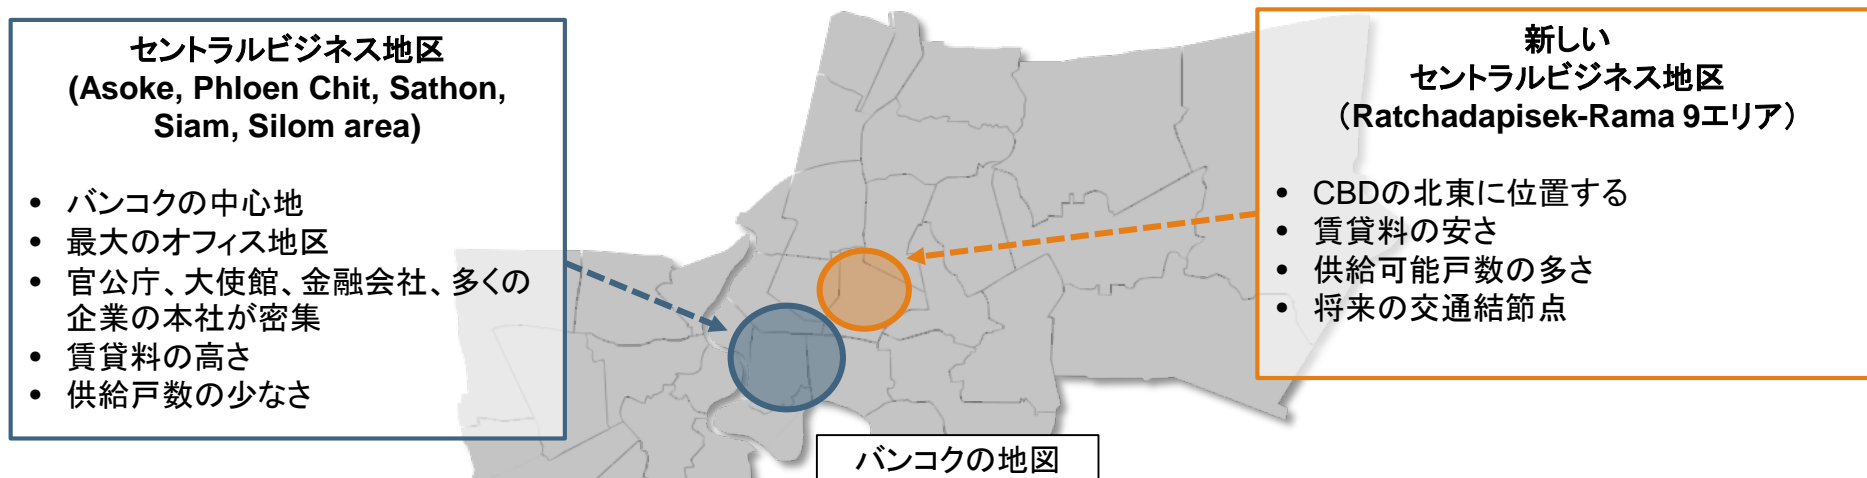 セントラルビジネス地区
(Asoke, Phloen Chit, Sathon,
Siam, Silom area)
• バンコクの中心地
• 最大のオフィス地区
• 官公庁、大使館、金融会社、多くの
企業の本社が密集
• 賃貸料の高さ
• 供給戸数の少なさ
新しい
セントラルビジネス地区
（Ratchadapisek-Rama 9エリア）
• CBDの北東に位置する
• 賃貸料の安さ
• 供給可能戸数の多さ
• 将来の交通結節点
バンコクの地図